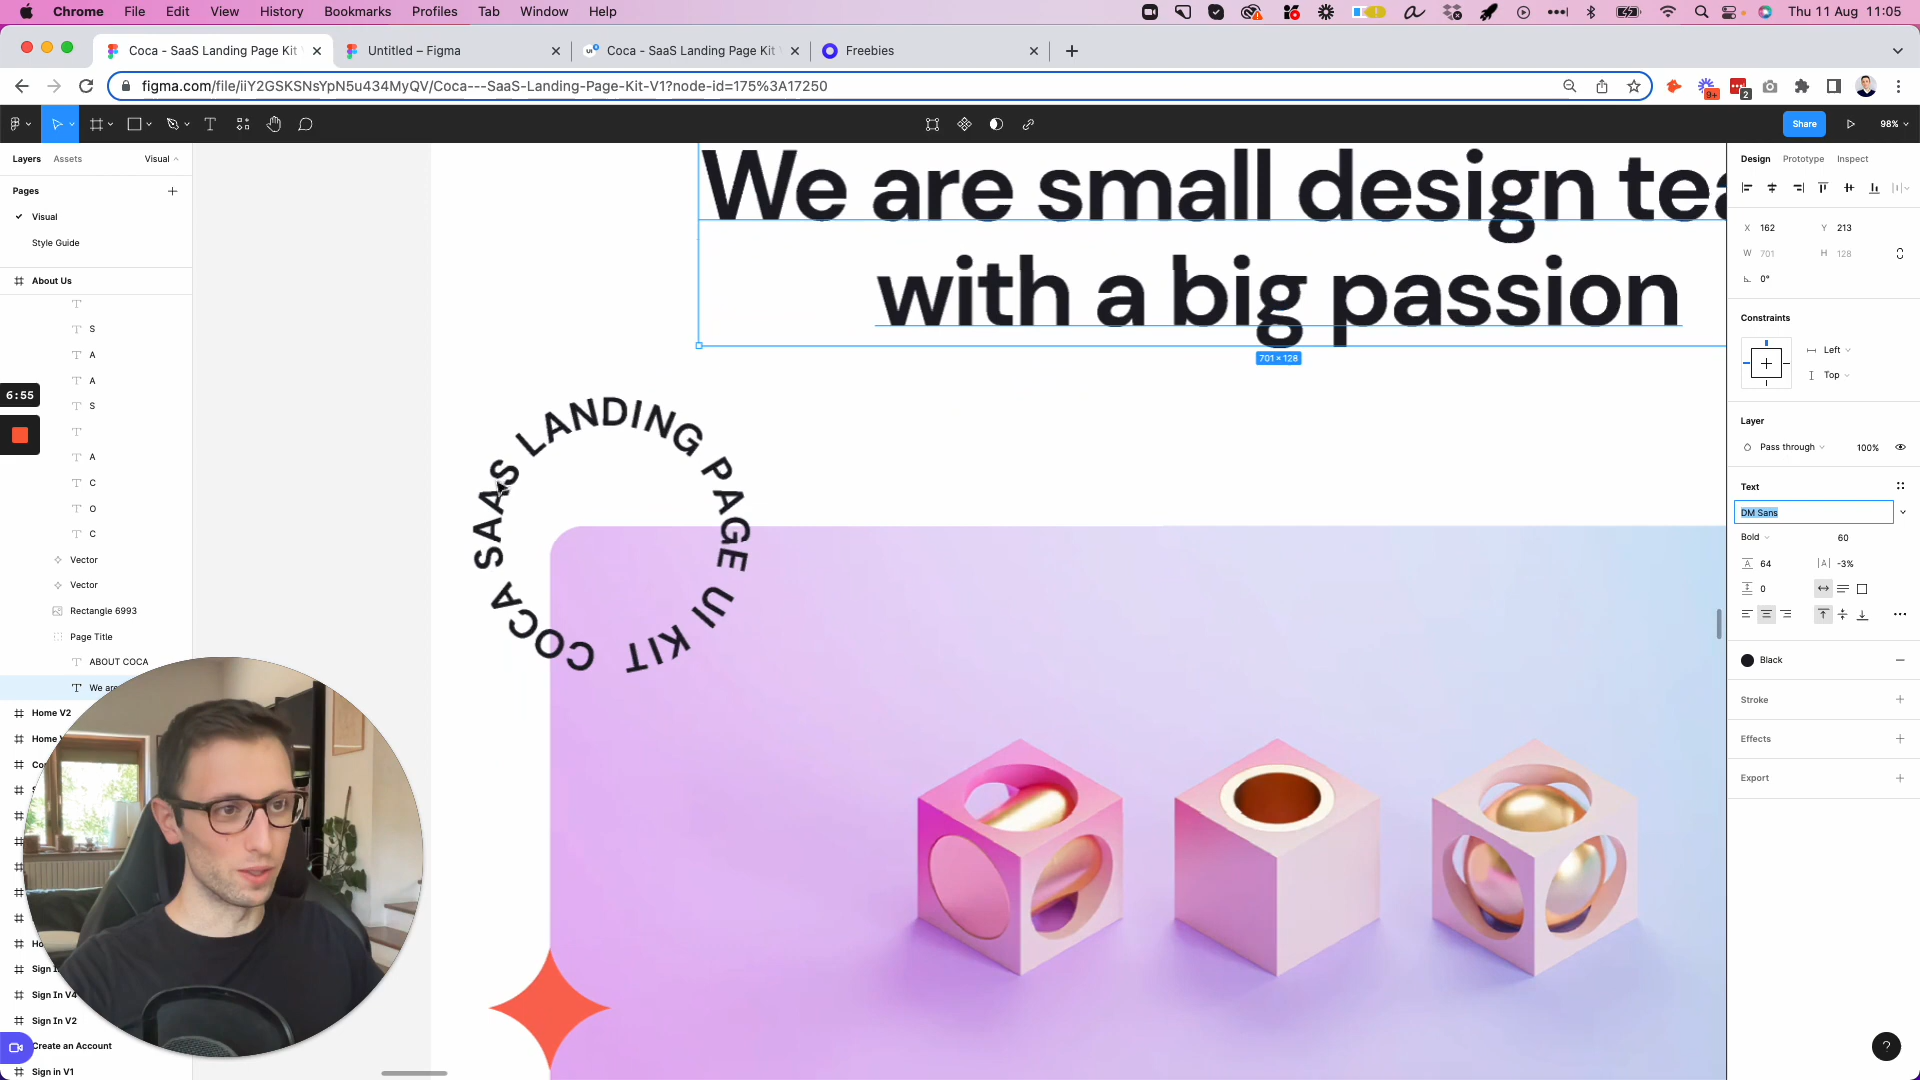 Chrome File Edit View History Bookmarks Profiles Tab Window Help
Thu 11 Aug 11:05
Coca - SaaS Landing Page Kit
Untitled – Figma
Coca - SaaS Landing Page Kit
Freebies
figma.com/file/iiY2GSKSNsYpN5u434MyQV/Coca---SaaS-Landing-Page-Kit-V1?node-id=175%3A17250
9+
2
Share
98%
Layers
Assets
Visual
Pages
Visual
Style Guide
About Us
S
A
A
S
A
C
O
C
Vector
Vector
Rectangle 6993
Page Title
ABOUT COCA
We are
Home V2
Sign In V4
Sign In V2
Create an Account
Sign in V1
6:55
We are small design tea
with a big passion
701 × 128
COCA SAAS LANDING PAGE UI KIT
Design
Prototype
Inspect
X 162
Y 213
W 701
H 128
0°
Constraints
Left
Top
Layer
Pass through
100%
Text
DM Sans
Bold
60
64
-3%
0
Black
Stroke
Effects
Export
?